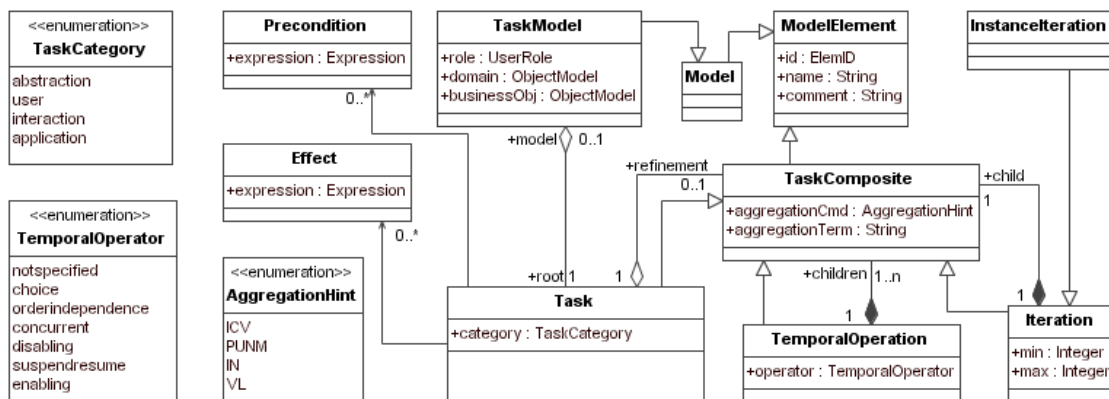 <<enumeration>>
TaskCategory
abstraction
user
interaction
application
Precondition
+expression : Expression
0..*
TaskModel
+role : UserRole
+domain : ObjectModel
+businessObj : ObjectModel
+model
0..1
Model
ModelElement
+id : ElemID
+name : String
+comment : String
InstanceIteration
Effect
+expression : Expression
0..*
+refinement
0..1
TaskComposite
+aggregationCmd : AggregationHint
+aggregationTerm : String
+child
1
<<enumeration>>
TemporalOperator
notspecified
choice
orderindependence
concurrent
disabling
suspendresume
enabling
<<enumeration>>
AggregationHint
ICV
PUNM
IN
VL
+root
1
1
Task
+category : TaskCategory
+children
1..n
1
TemporalOperation
+operator : TemporalOperator
1
Iteration
+min : Integer
+max : Integer